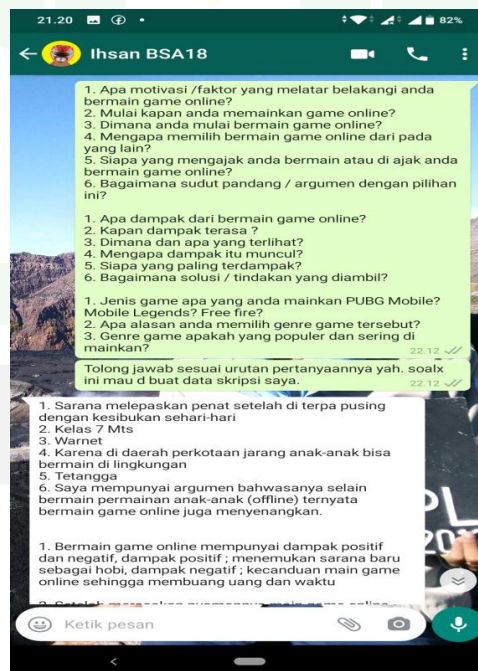 21.20
82%
Ihsan BSA18
1. Apa motivasi /faktor yang melatar belakangi anda
bermain game online?
2. Mulai kapan anda memainkan game online?
3. Dimana anda mulai bermain game online?
4. Mengapa memilih bermain game online dari pada
yang lain?
5. Siapa yang mengajak anda bermain atau di ajak anda
bermain game online?
6. Bagaimana sudut pandang / argumen dengan pilihan
ini?
1. Apa dampak dari bermain game online?
2. Kapan dampak terasa ?
3. Dimana dan apa yang terlihat?
4. Mengapa dampak itu muncul?
5. Siapa yang paling terdampak?
6. Bagaimana solusi / tindakan yang diambil?
1. Jenis game apa yang anda mainkan PUBG Mobile?
Mobile Legends? Free fire?
2. Apa alasan anda memilih genre game tersebut?
3. Genre game apakah yang populer dan sering di
mainkan?
22.12
Tolong jawab sesuai urutan pertanyaannya yah. soalx
ini mau d buat data skripsi saya.
22.12
1. Sarana melepaskan penat setelah di terpa pusing
dengan kesibukan sehari-hari
2. Kelas 7 Mts
3. Warnet
4. Karena di daerah perkotaan jarang anak-anak bisa
bermain di lingkungan
5. Tetangga
6. Saya mempunyai argumen bahwasanya selain
bermain permainan anak-anak (offline) ternyata
bermain game online juga menyenangkan.
1. Bermain game online mempunyai dampak positif
dan negatif, dampak positif ; menemukan sarana baru
sebagai hobi, dampak negatif ; kecanduan main game
online sehingga membuang uang dan waktu
Ketik pesan